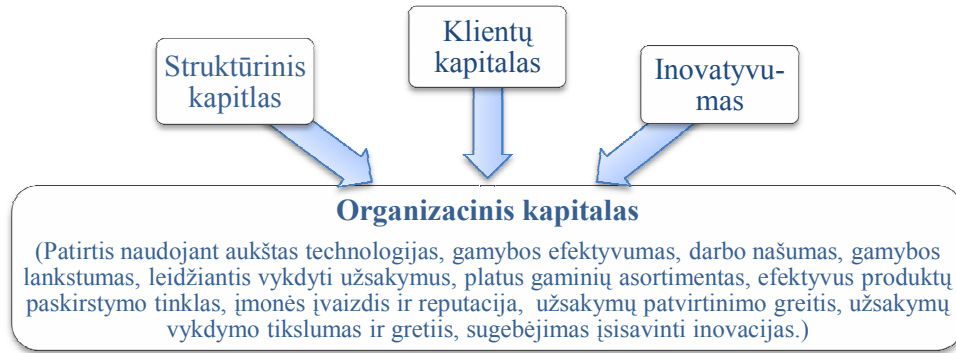 Struktūrinis
kapitlas
Klientų
kapitalas
Inovatyvu-
mas
Organizacinis kapitalas
(Patirtis naudojant aukštas technologijas, gamybos efektyvumas, darbo našumas, gamybos
lankstumas, leidžiantis vykdyti užsakymus, platus gaminių asortimentas, efektyvus produktų
paskirstymo tinklas, įmonės įvaizdis ir reputacija, užsakymų patvirtinimo greitis, užsakymų
vykdymo tikslumas ir gretiis, sugebėjimas įsisavinti inovacijas.)